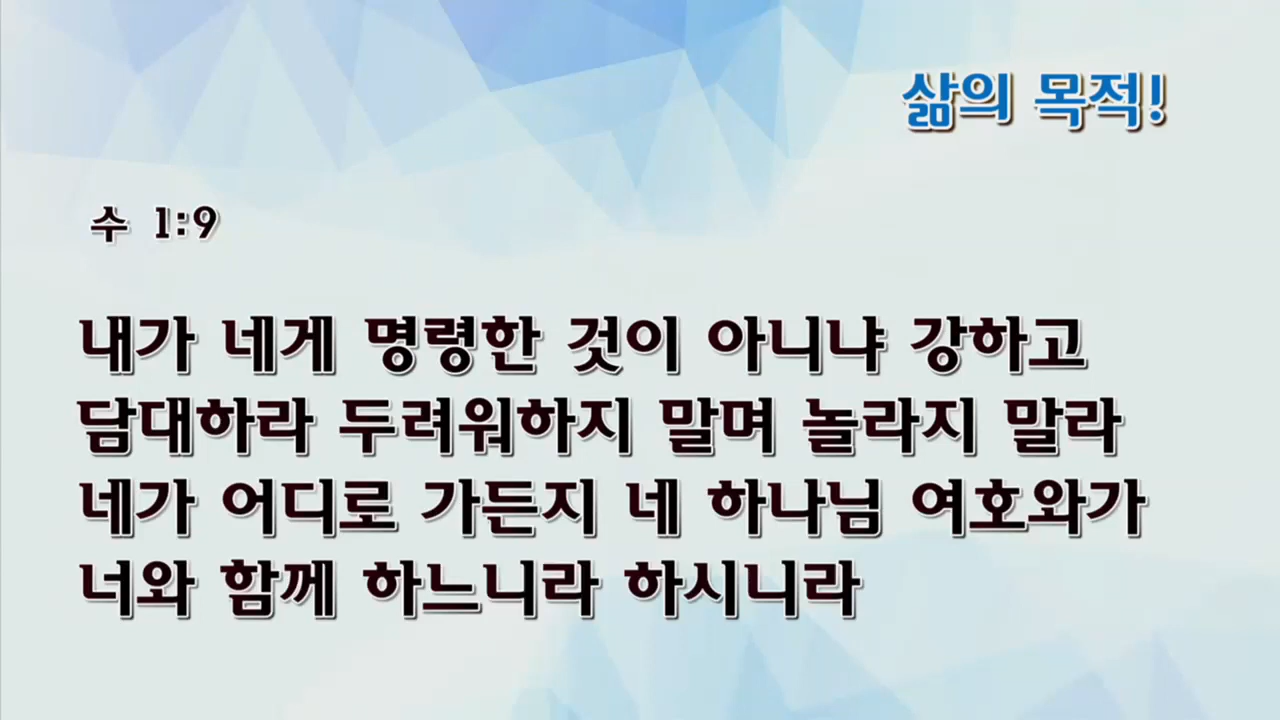 삶의 목적!
수 1:9
내가 네게 명령한 것이 아니냐 강하고
담대하라 두려워하지 말며 놀라지 말라
네가 어디로 가든지 네 하나님 여호와가
너와 함께 하느니라 하시니라